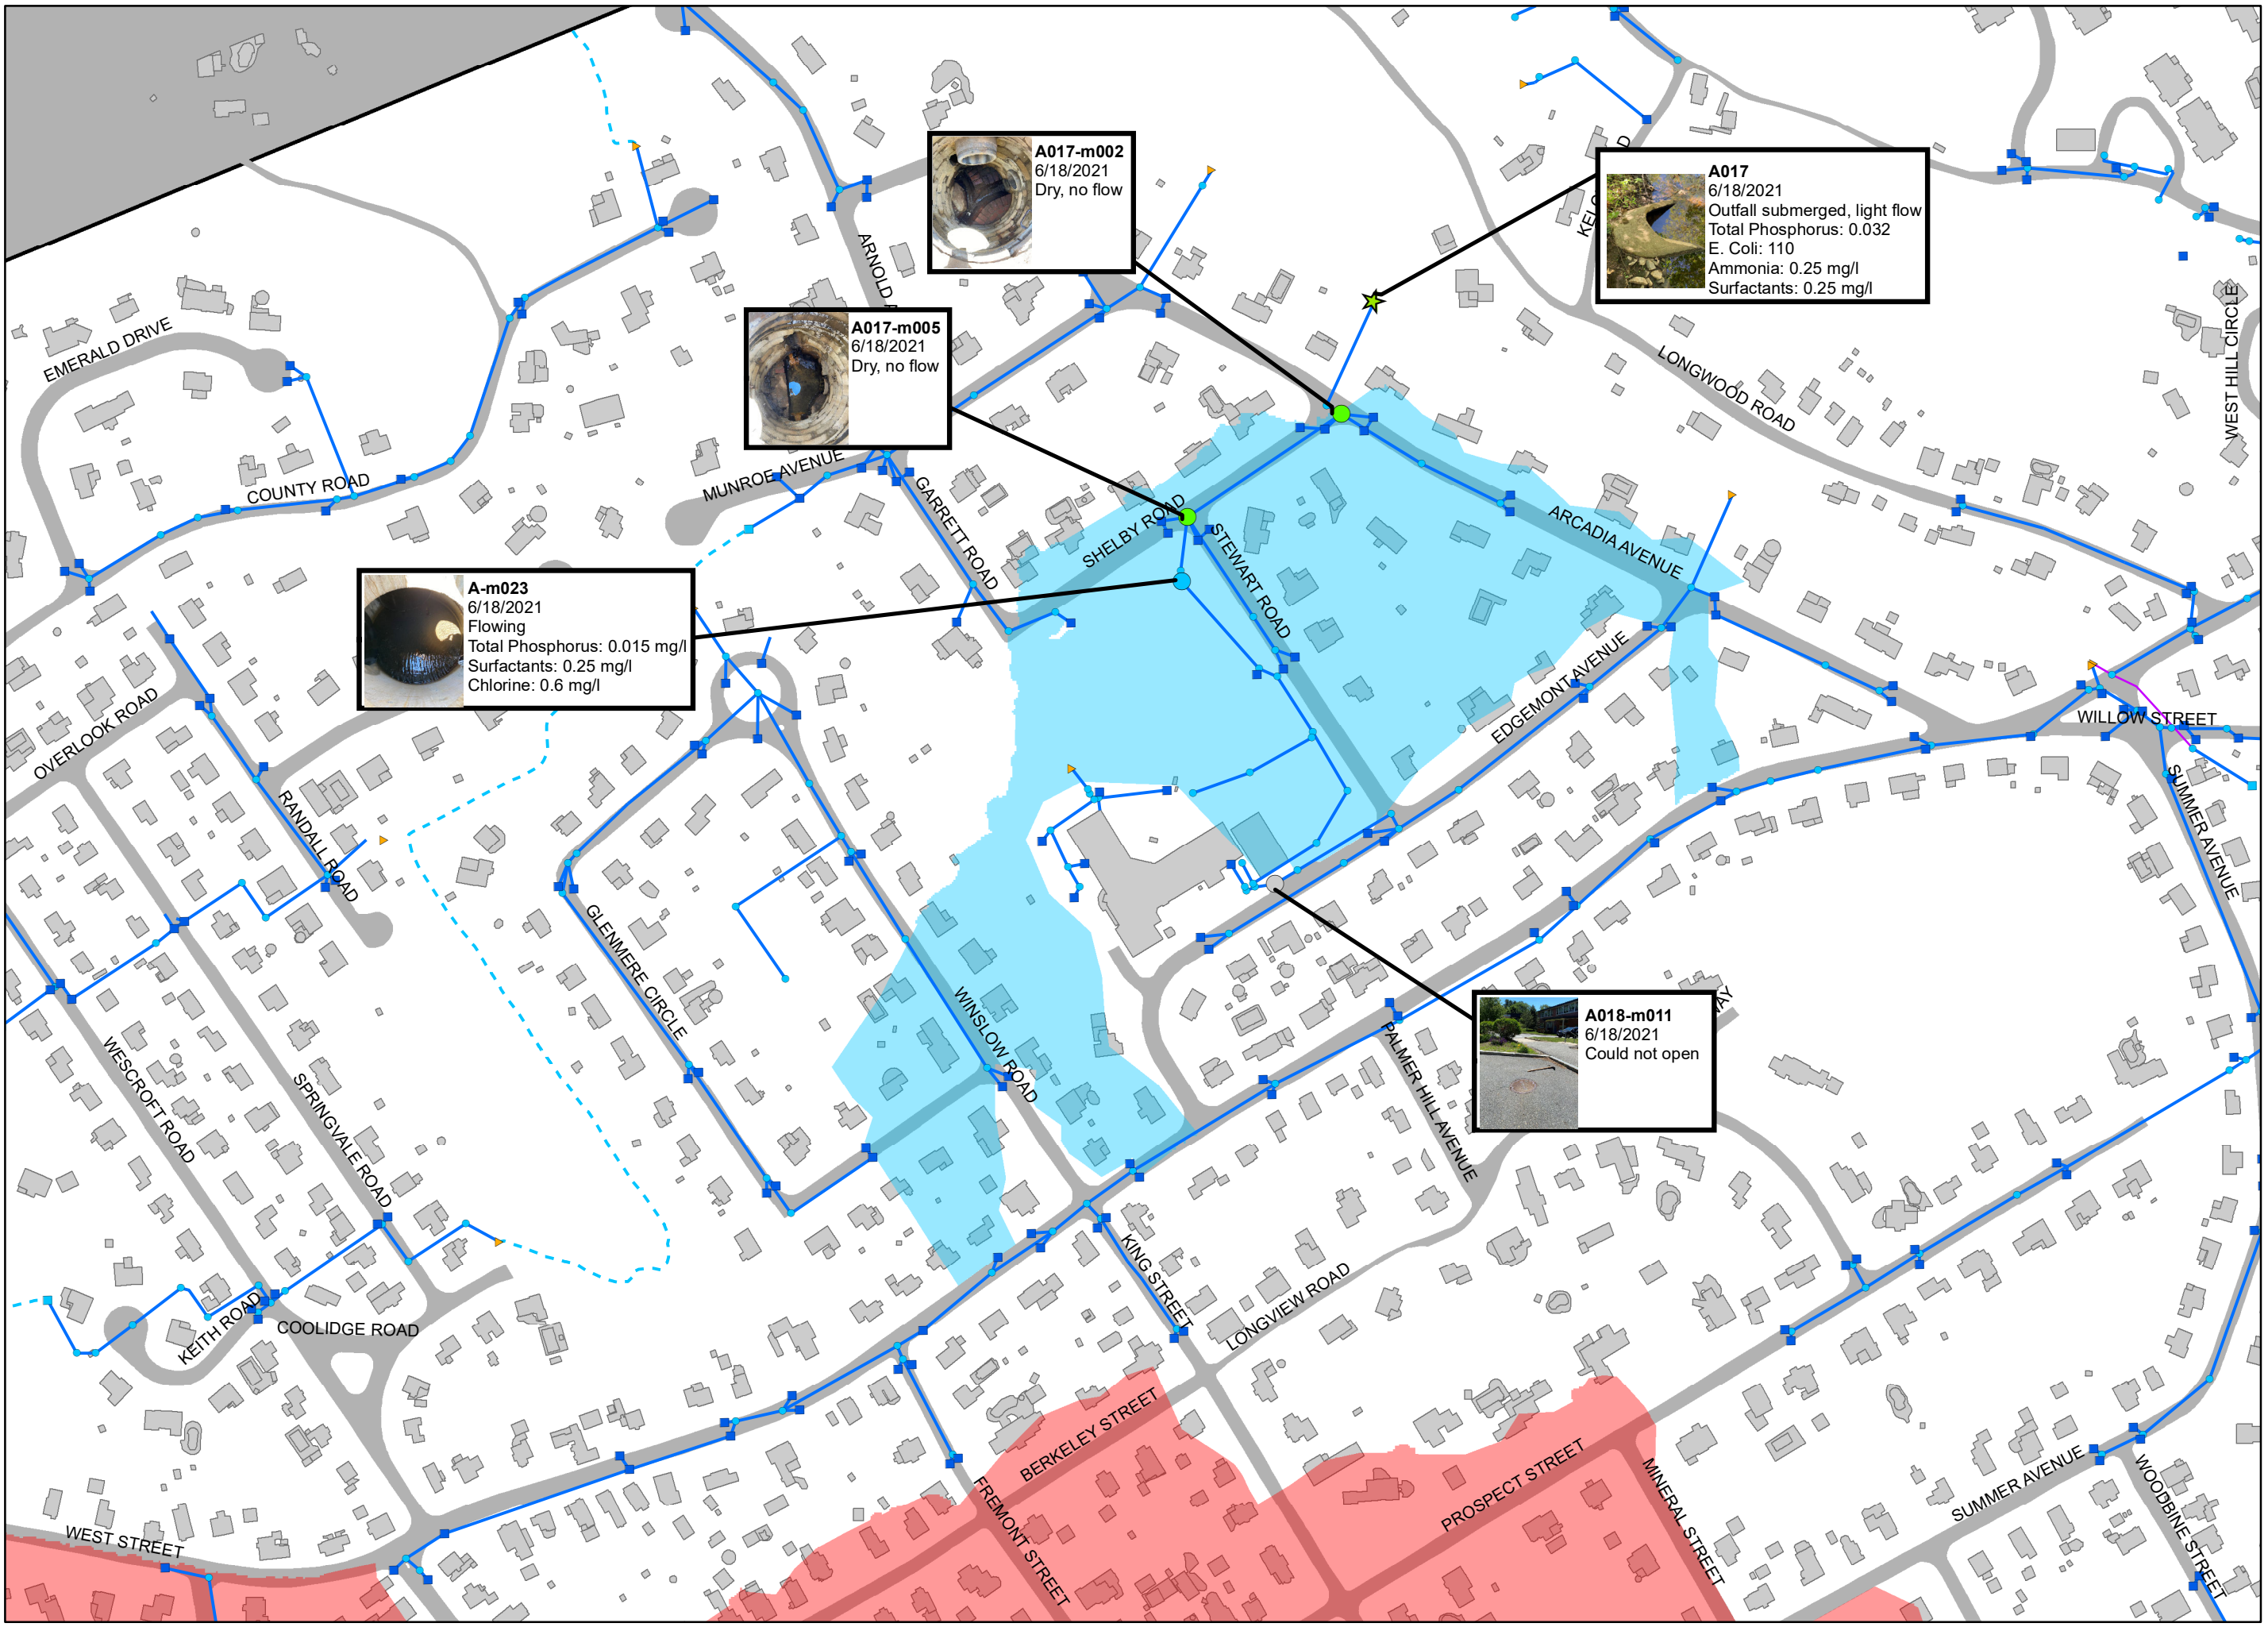 A017-m002
6/18/2021
Dry, no flow
A017
6/18/2021
Outfall submerged, light flow
Total Phosphorus: 0.032
E. Coli: 110
Ammonia: 0.25 mg/l
Surfactants: 0.25 mg/l
A017-m005
6/18/2021
Dry, no flow
A-m023
6/18/2021
Flowing
Total Phosphorus: 0.015 mg/l
Surfactants: 0.25 mg/l
Chlorine: 0.6 mg/l
A018-m011
6/18/2021
Could not open
ARNOLD
EMERALD DRIVE
COUNTY ROAD
MUNROE AVENUE
GARRETT ROAD
SHELBY ROAD
STEWART ROAD
ARCADIA AVENUE
LONGWOOD ROAD
WEST HILL CIRCLE
EDGEMONT AVENUE
WILLOW STREET
SUMMER AVENUE
OVERLOOK ROAD
RANDALL ROAD
GLENMERE CIRCLE
WINSLOW ROAD
PALMER HILL AVENUE
WAY
WESCROFT ROAD
SPRINGVALE ROAD
KING STREET
LONGVIEW ROAD
KEITH ROAD
COOLIDGE ROAD
BERKELEY STREET
FREMONT STREET
PROSPECT STREET
MINERAL STREET
SUMMER AVENUE
WOODBINE STREET
WEST STREET